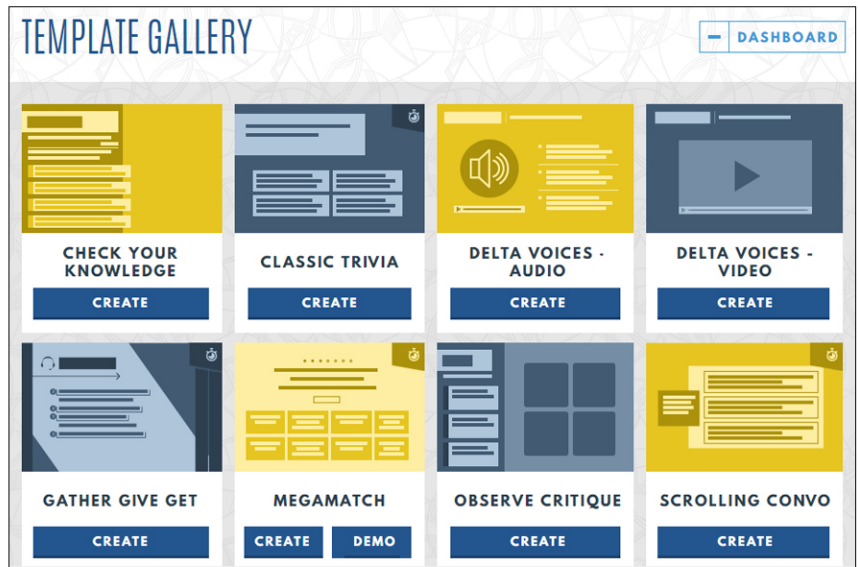 TEMPLATE GALLERY
DASHBOARD
CHECK YOUR
KNOWLEDGE
CREATE
CLASSIC TRIVIA
CREATE
DELTA VOICES -
AUDIO
CREATE
DELTA VOICES -
VIDEO
CREATE
GATHER GIVE GET
CREATE
MEGAMATCH
CREATE
DEMO
OBSERVE CRITIQUE
CREATE
SCROLLING CONVO
CREATE